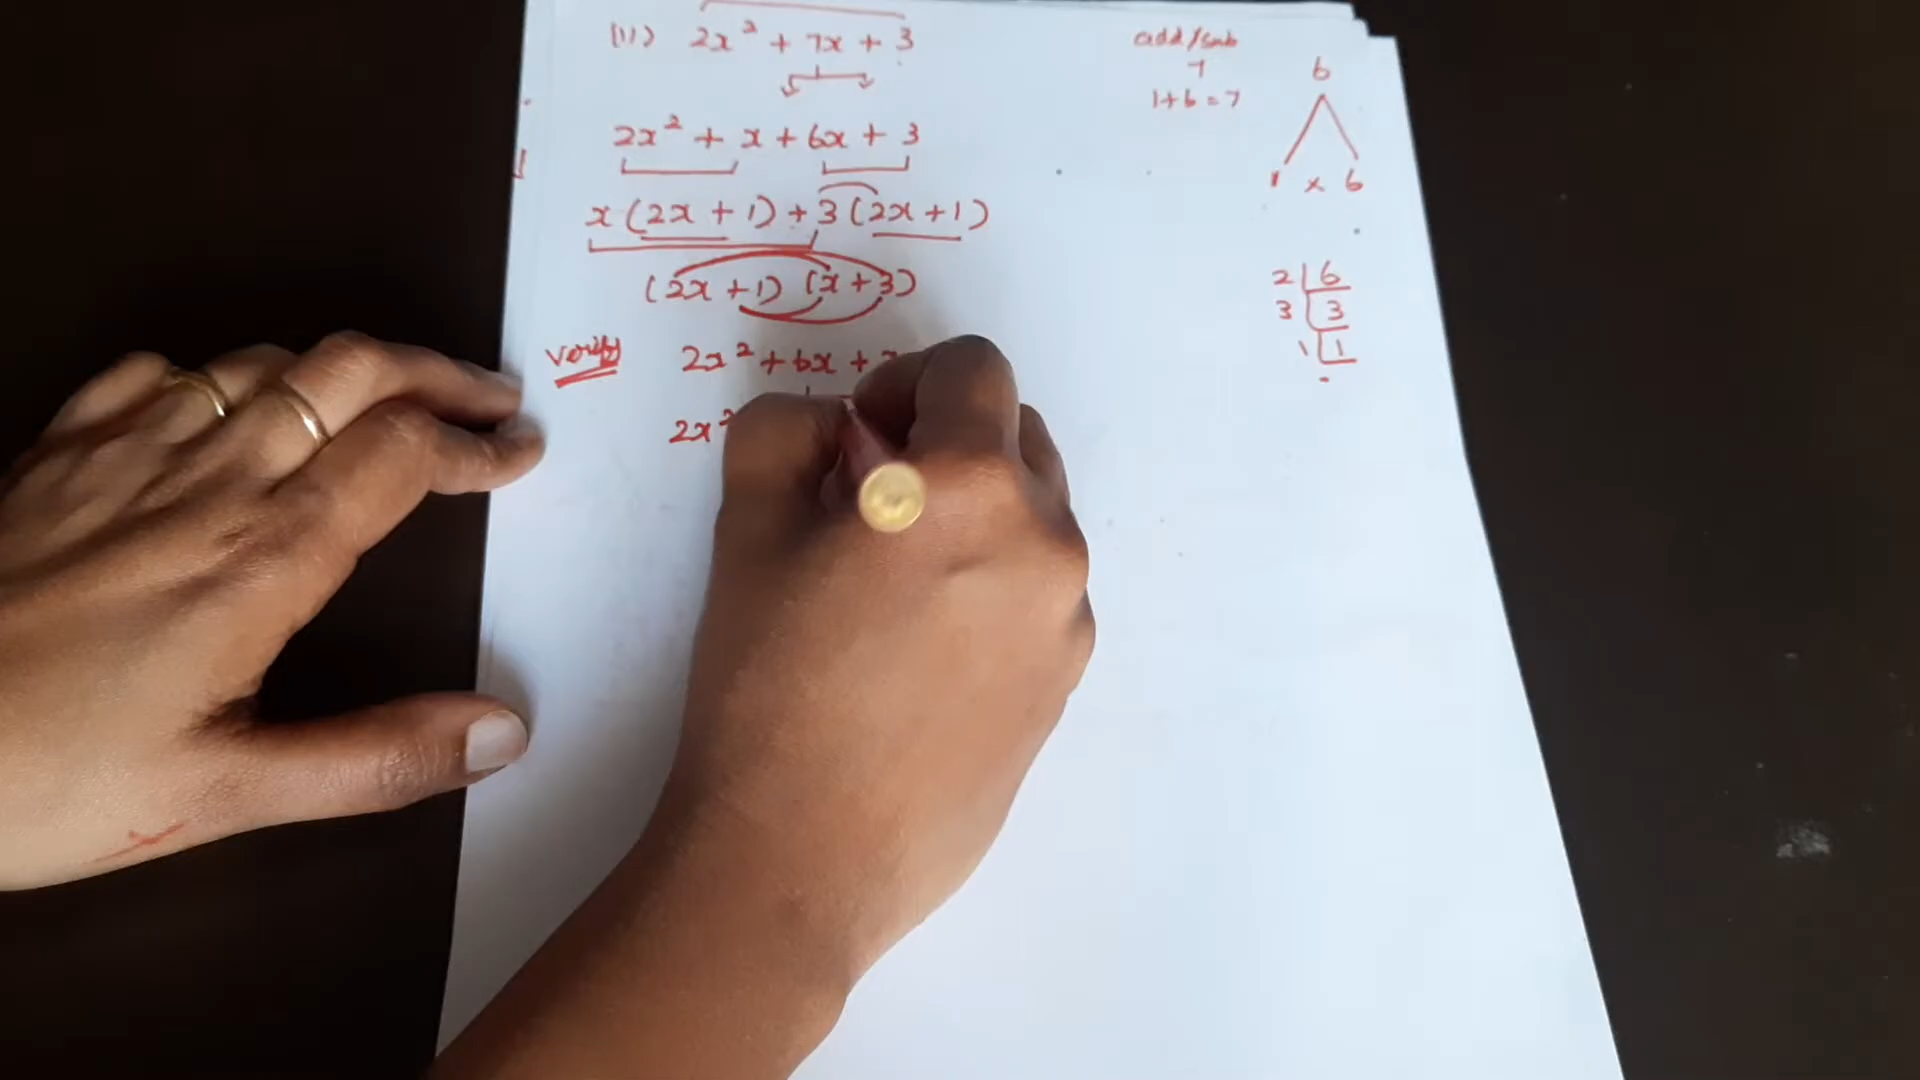 (ii) 2x² + 7x + 3
2x² + x + 6x + 3
x (2x + 1) + 3 (2x + 1)
(2x + 1) (x + 3)
Verify 2x² + 6x +
2x²
add/sub
7
1+6=7
6
1 x 6
2 6
3 3
1 1